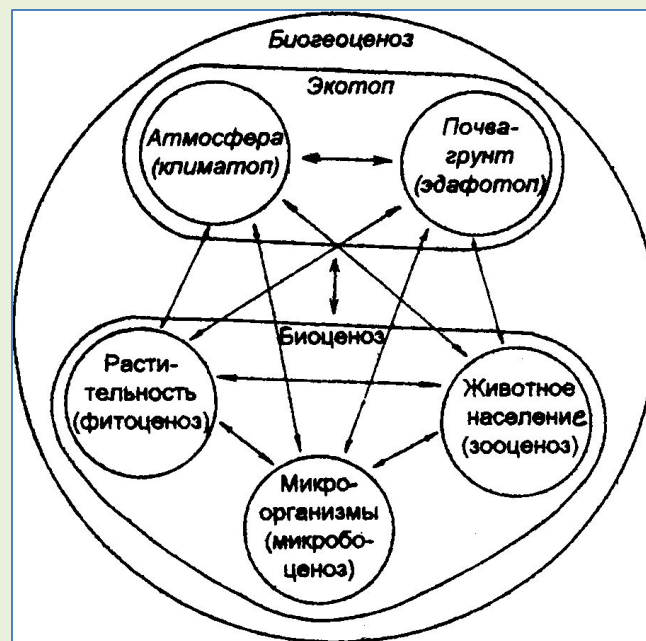 Биогеоценоз
Экотоп
Атмосфера
(климатоп)
Почва-
грунт
(эдафотоп)
Биоценоз
Расти-
тельность
(фитоценоз)
Животное
население
(зооценоз)
Микро-
организмы
(микробо-
ценоз)